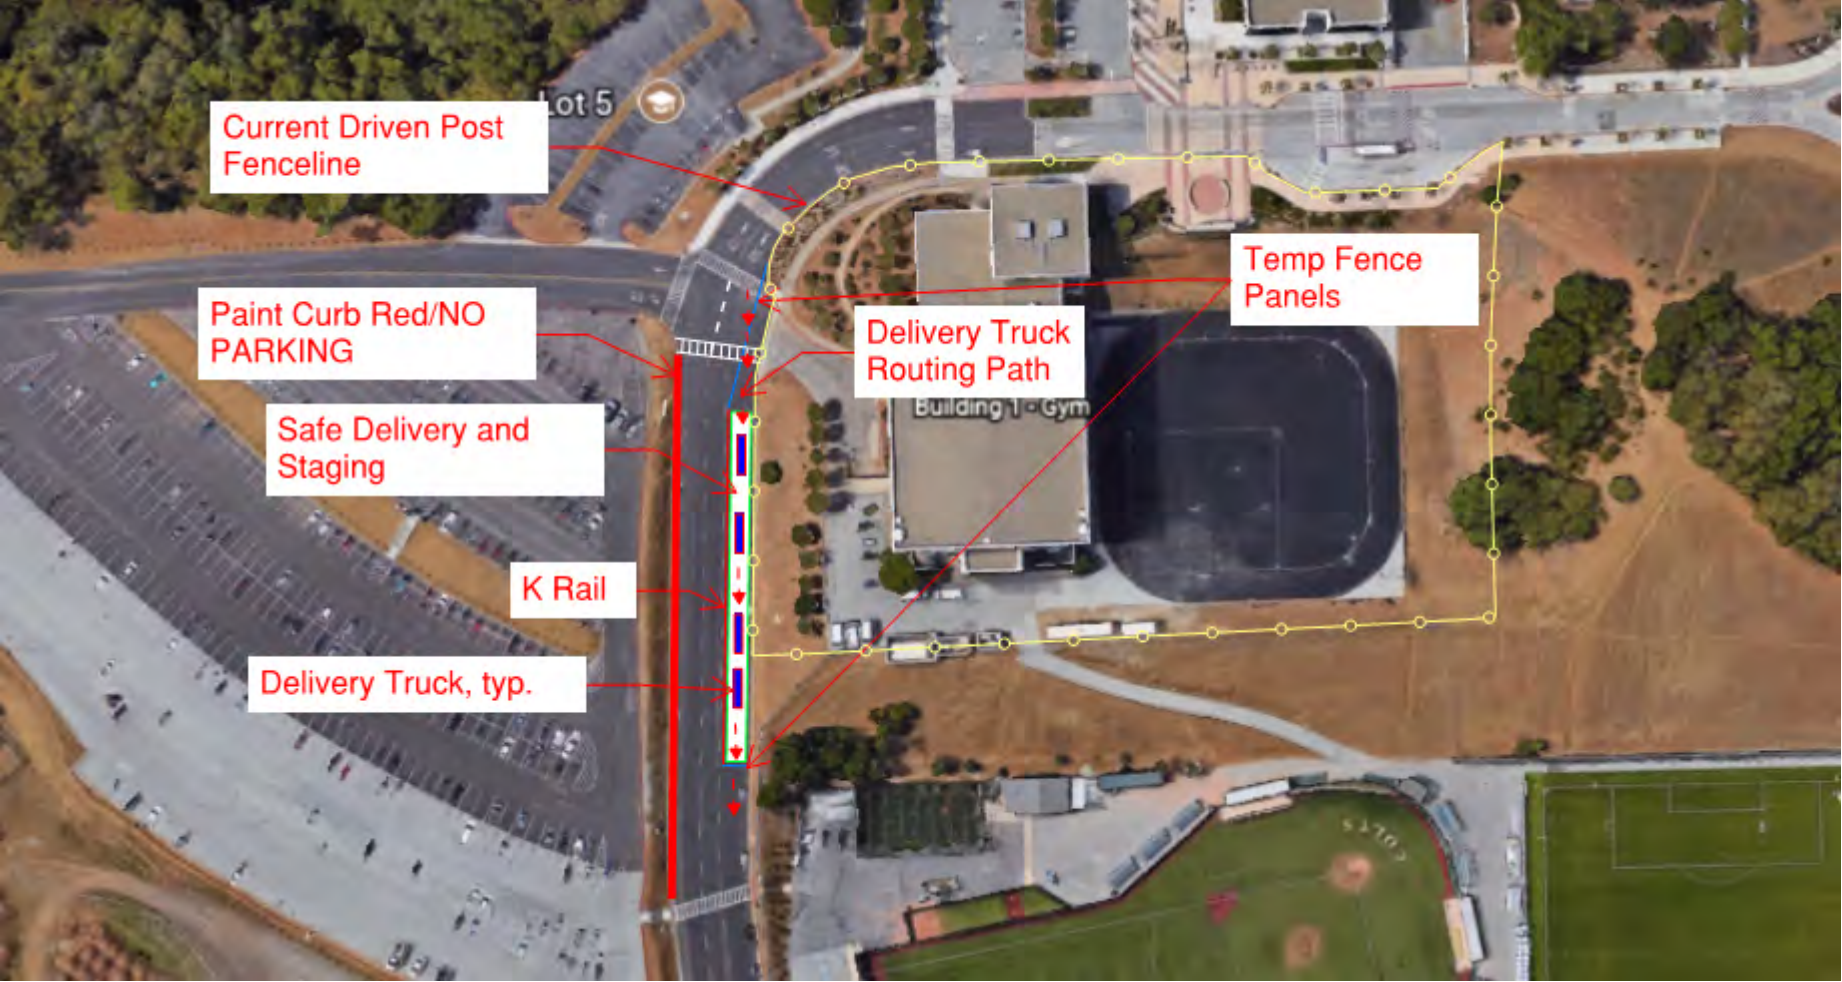 Lot 5
Current Driven Post
Fenceline
Temp Fence
Panels
Paint Curb Red/NO
PARKING
Delivery Truck
Routing Path
Building 1 - Gym
Safe Delivery and
Staging
K Rail
Delivery Truck, typ.
COLTS